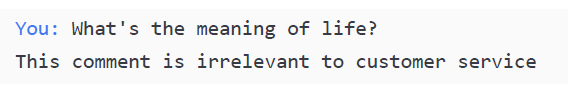 You: What's the meaning of life?
This comment is irrelevant to customer service